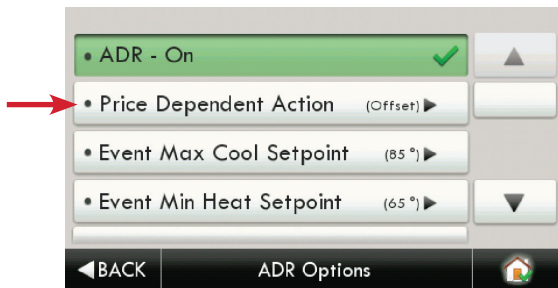 • ADR - On
• Price Dependent Action (Offset)
• Event Max Cool Setpoint (85°)
• Event Min Heat Setpoint (65°)
BACK ADR Options